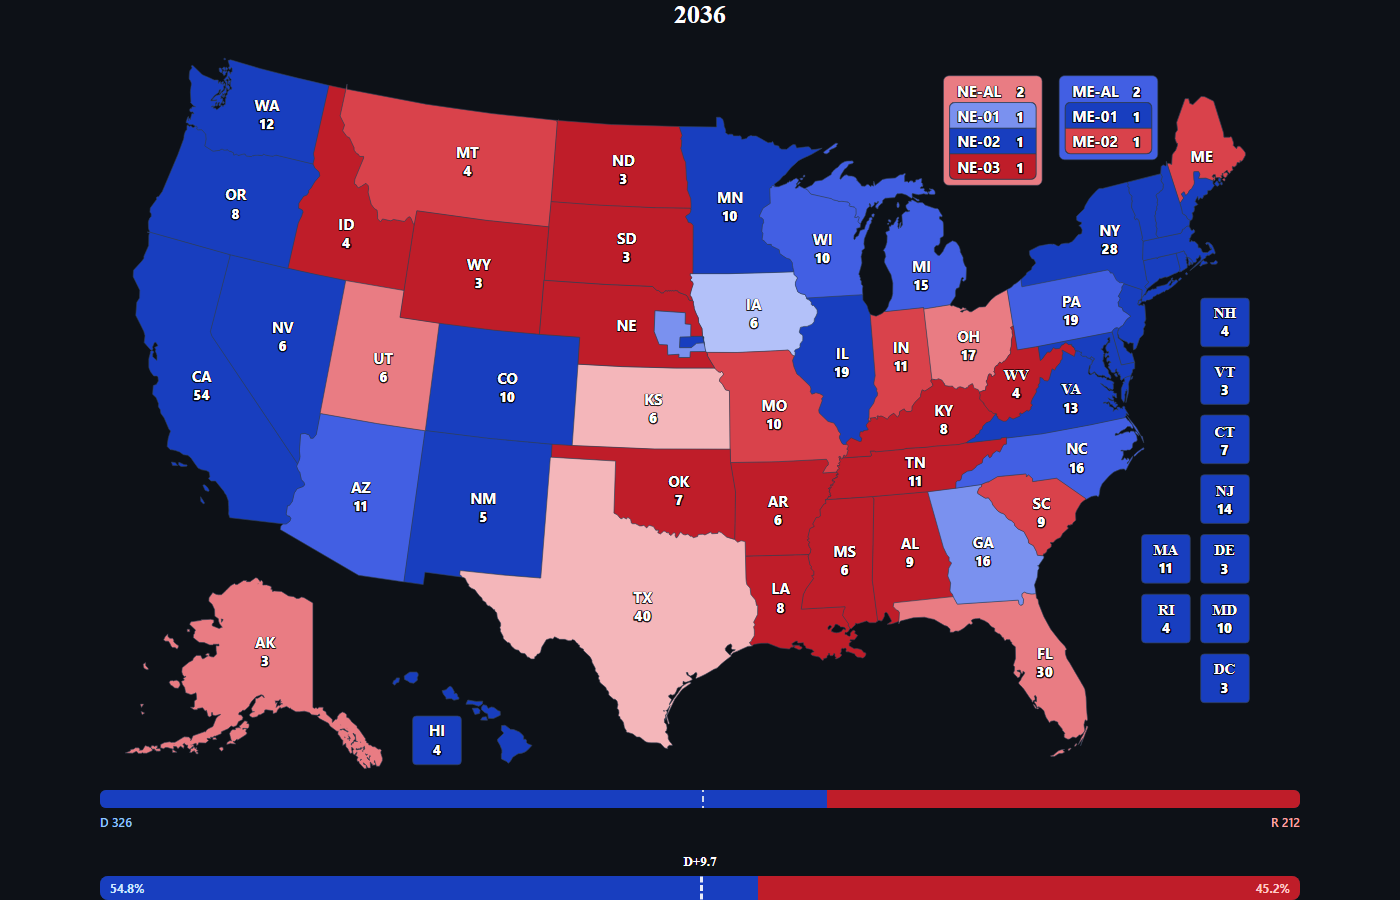 2036
WA
12
OR
8
CA
54
NV
6
ID
4
MT
4
WY
3
UT
6
AZ
11
CO
10
NM
5
ND
3
SD
3
NE
KS
6
OK
7
TX
40
MN
10
IA
6
MO
10
AR
6
LA
8
WI
10
IL
19
MI
15
IN
11
OH
17
KY
8
TN
11
MS
6
AL
9
GA
16
FL
30
SC
9
NC
16
VA
13
WV
4
PA
19
NY
28
ME
AK
3
HI
4
NE-AL 2
NE-01 1
NE-02 1
NE-03 1
ME-AL 2
ME-01 1
ME-02 1
NH
4
VT
3
CT
7
NJ
14
MA
11
DE
3
RI
4
MD
10
DC
3
D 326
R 212
D+9.7
54.8%
45.2%